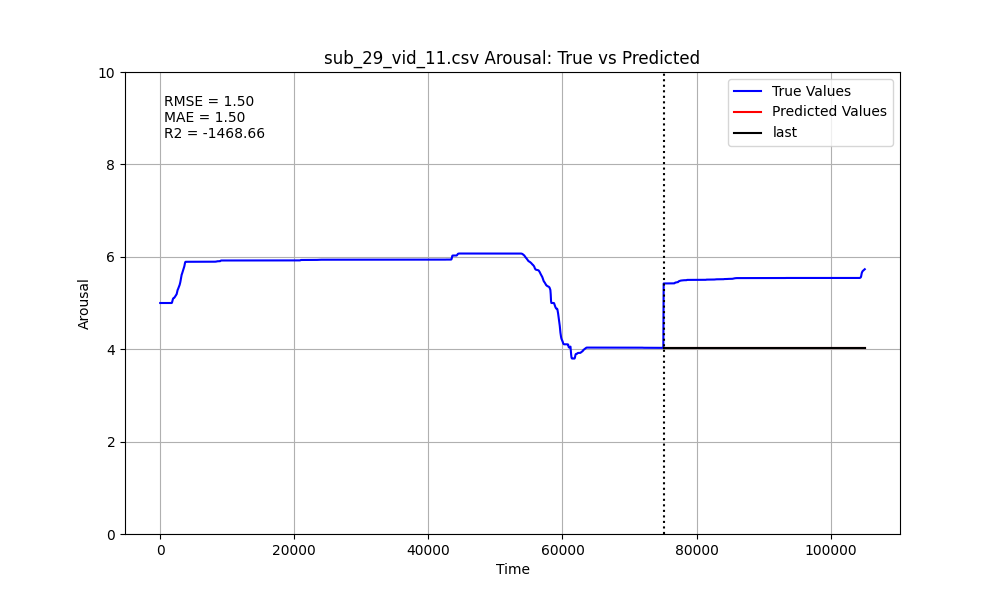 sub_29_vid_11.csv Arousal: True vs Predicted
RMSE = 1.50
MAE = 1.50
R2 = -1468.66
True Values
Predicted Values
last
10
8
6
4
2
0
Arousal
0 20000 40000 60000 80000 100000
Time